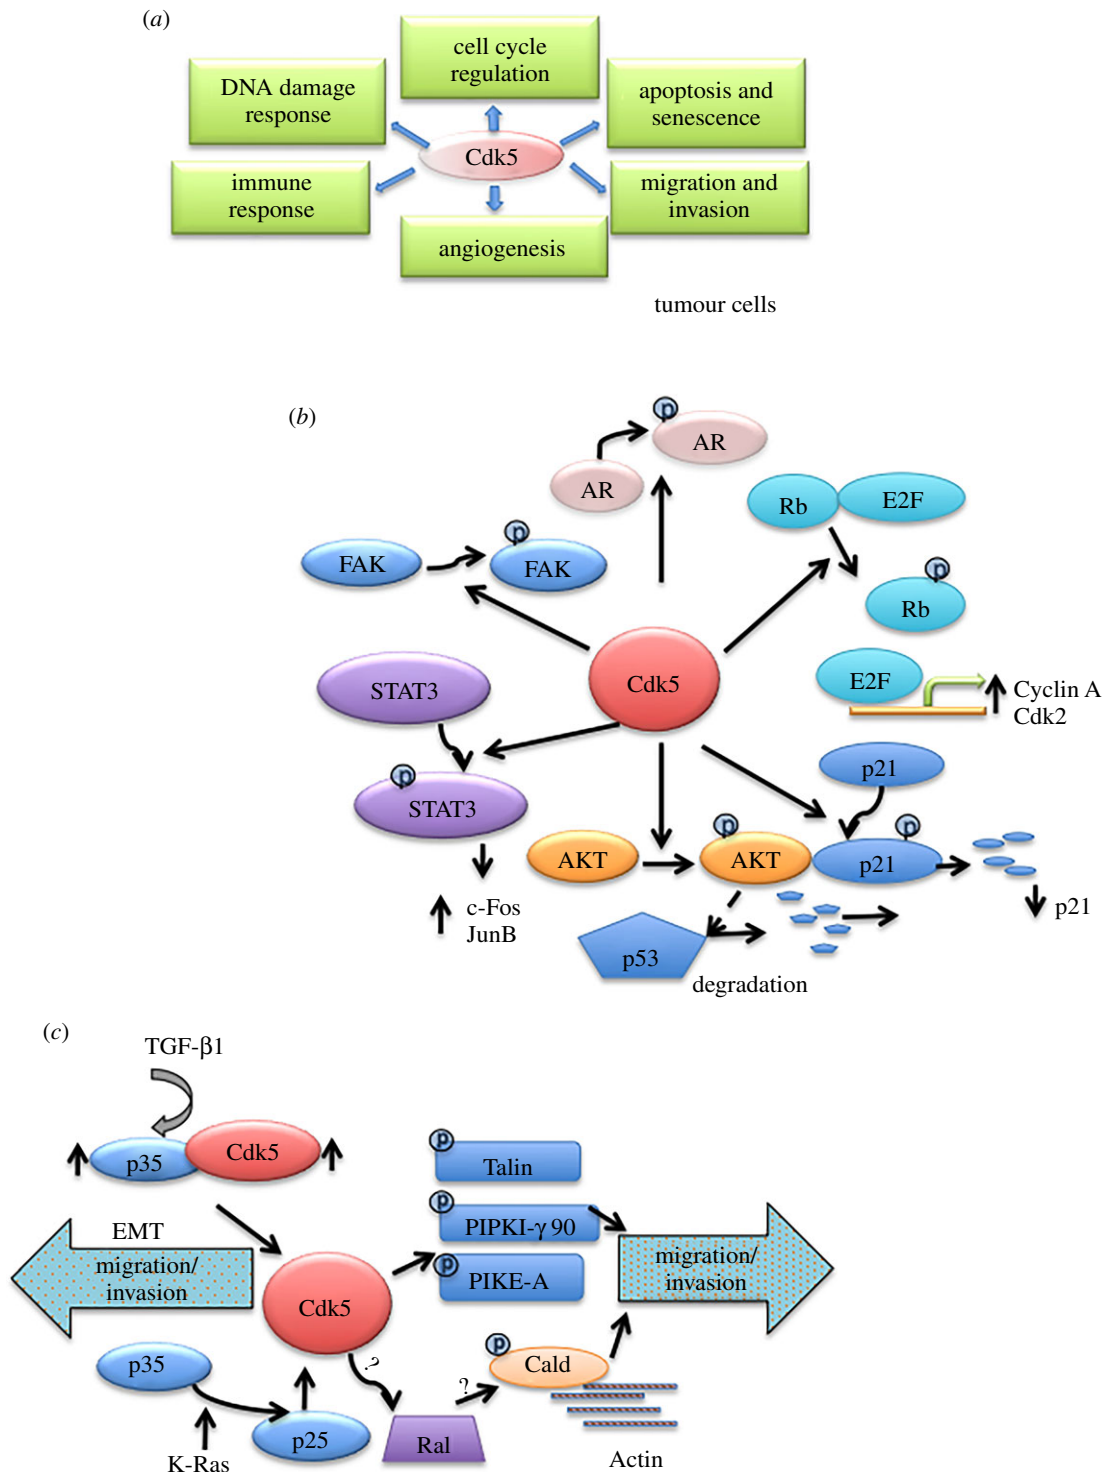 (a)
cell cycle
regulation
DNA damage
response
apoptosis and
senescence
Cdk5
immune
response
migration and
invasion
angiogenesis
tumour cells
(b)
p
AR
AR
Rb
E2F
p
FAK
FAK
p
Rb
Cdk5
STAT3
E2F
Cyclin A
Cdk2
p21
p
STAT3
p
p
AKT
AKT
p21
c-Fos
JunB
p21
p53
degradation
(c)
TGF-β1
p35
Cdk5
p
Talin
p
PIPKI-γ 90
EMT
migration/
invasion
migration/
invasion
p
PIKE-A
Cdk5
p
Cald
p35
?
?
p25
Ral
K-Ras
Actin